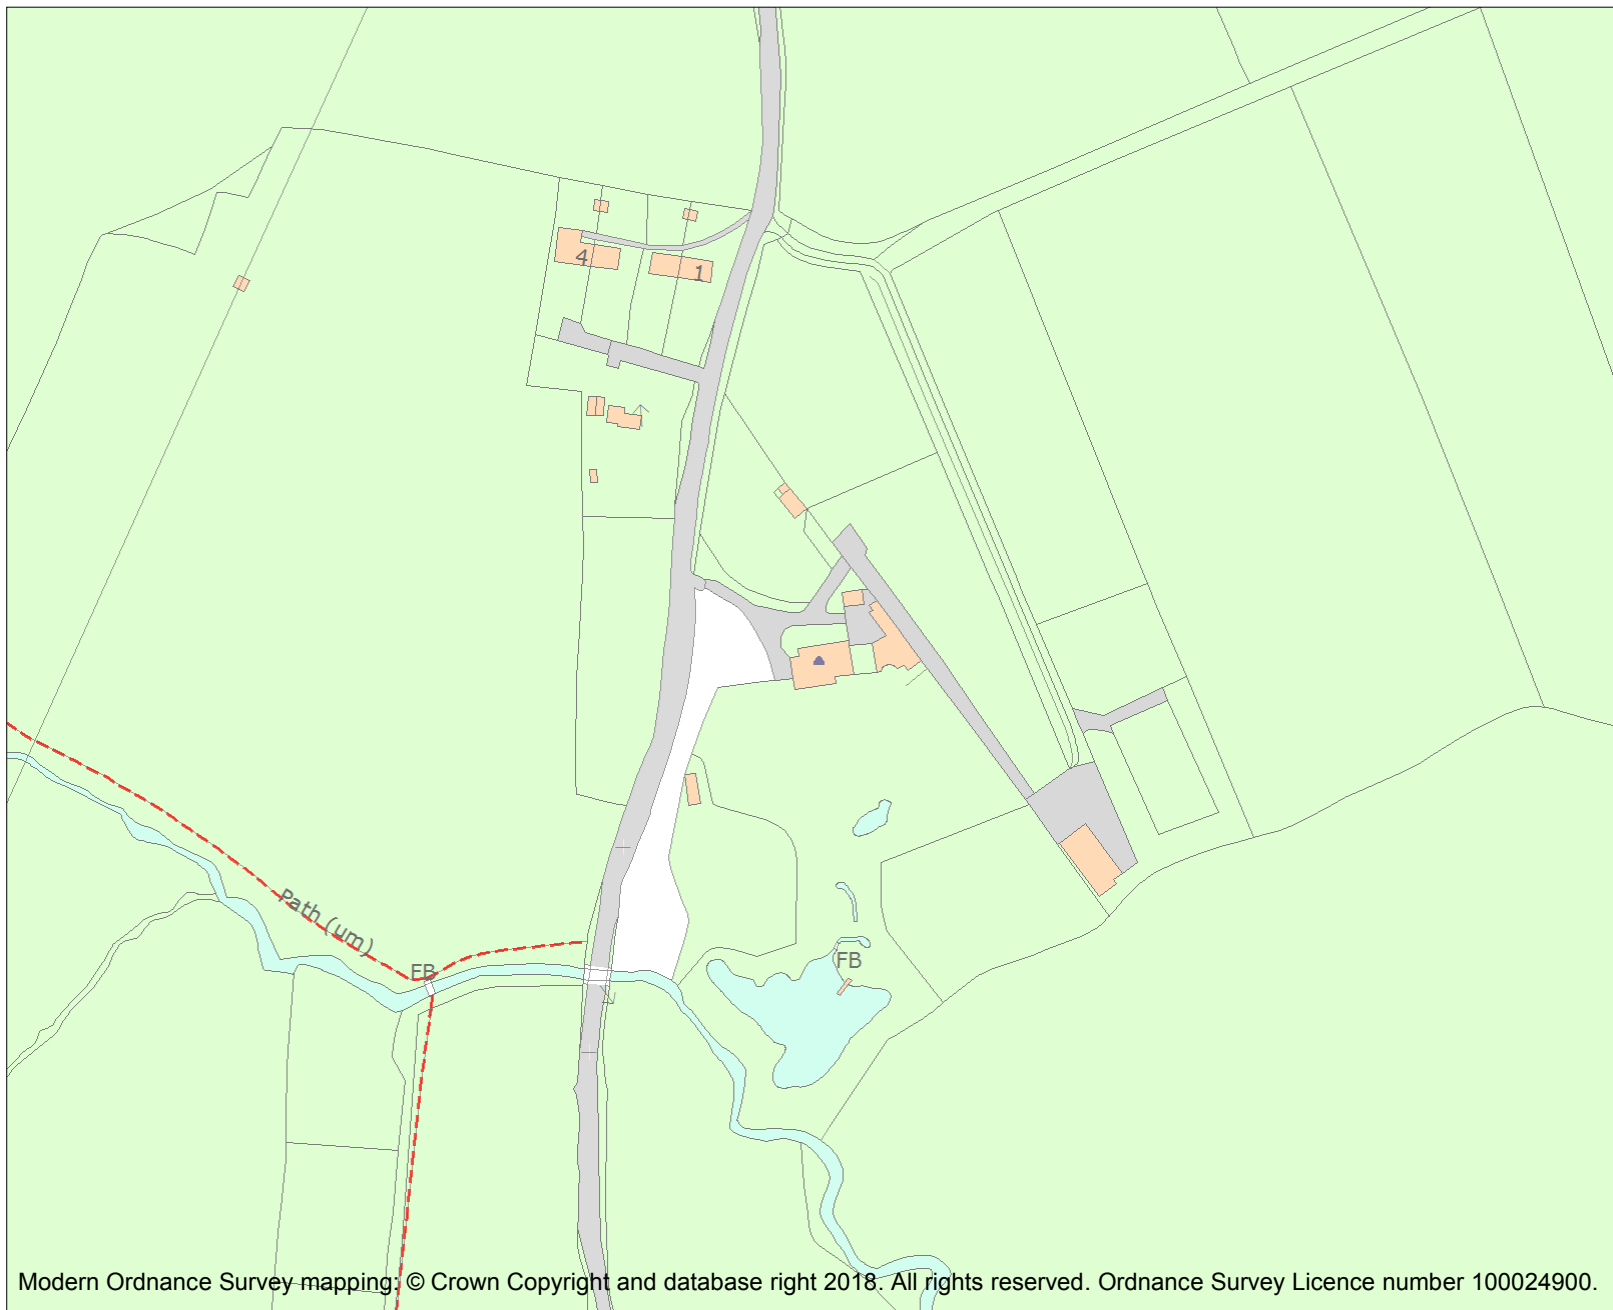 4
1
Path (um)
FB
FB
Modern Ordnance Survey mapping: © Crown Copyright and database right 2018. All rights reserved. Ordnance Survey Licence number 100024900.